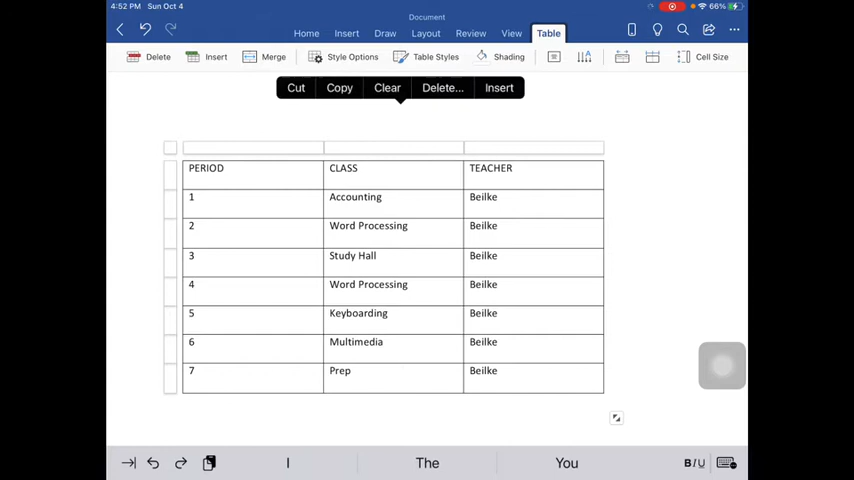 4:52 PM Sun Oct 4 66%
Document
Home Insert Draw Layout Review View Table
Delete Insert Merge Style Options Table Styles Shading Cell Size
Cut Copy Clear Delete... Insert
PERIOD CLASS TEACHER
1 Accounting Beilke
2 Word Processing Beilke
3 Study Hall Beilke
4 Word Processing Beilke
5 Keyboarding Beilke
6 Multimedia Beilke
7 Prep Beilke
I The You BIU